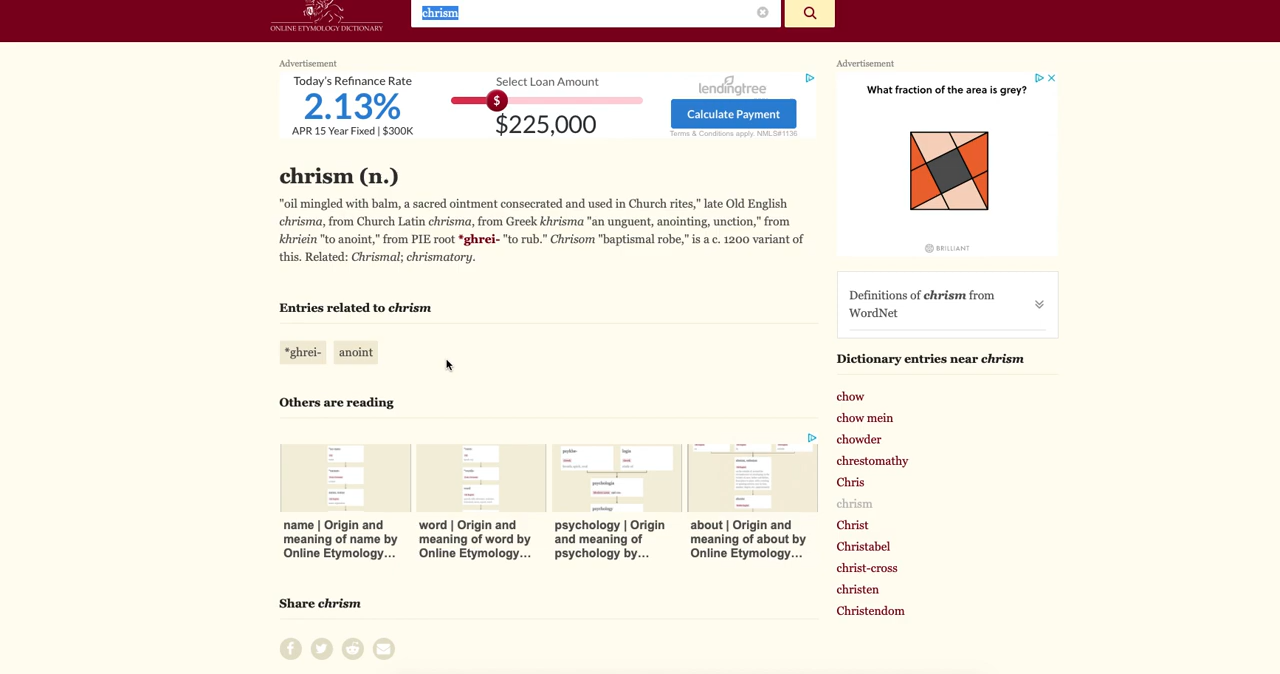 ONLINE ETYMOLOGY DICTIONARY
chrism
Advertisement
Today's Refinance Rate
2.13%
APR 15 Year Fixed | $300K
Select Loan Amount
$
$225,000
lendingtree
Calculate Payment
Terms & Conditions apply. NMLS#1136
chrism (n.)
"oil mingled with balm, a sacred ointment consecrated and used in Church rites," late Old English
chrisma, from Church Latin chrisma, from Greek khrisma "an unguent, anointing, unction," from
khriein "to anoint," from PIE root *ghrei- "to rub." Chrisom "baptismal robe," is a c. 1200 variant of
this. Related: Chrismal; chrismatory.
Entries related to chrism
*ghrei-
anoint
Others are reading
name | Origin and
meaning of name by
Online Etymology...
word | Origin and
meaning of word by
Online Etymology...
psychology | Origin
and meaning of
psychology by...
about | Origin and
meaning of about by
Online Etymology...
Share chrism
Advertisement
What fraction of the area is grey?
BRILLIANT
Definitions of chrism from
WordNet
Dictionary entries near chrism
chow
chow mein
chowder
chrestomathy
Chris
chrism
Christ
Christabel
christ-cross
christen
Christendom